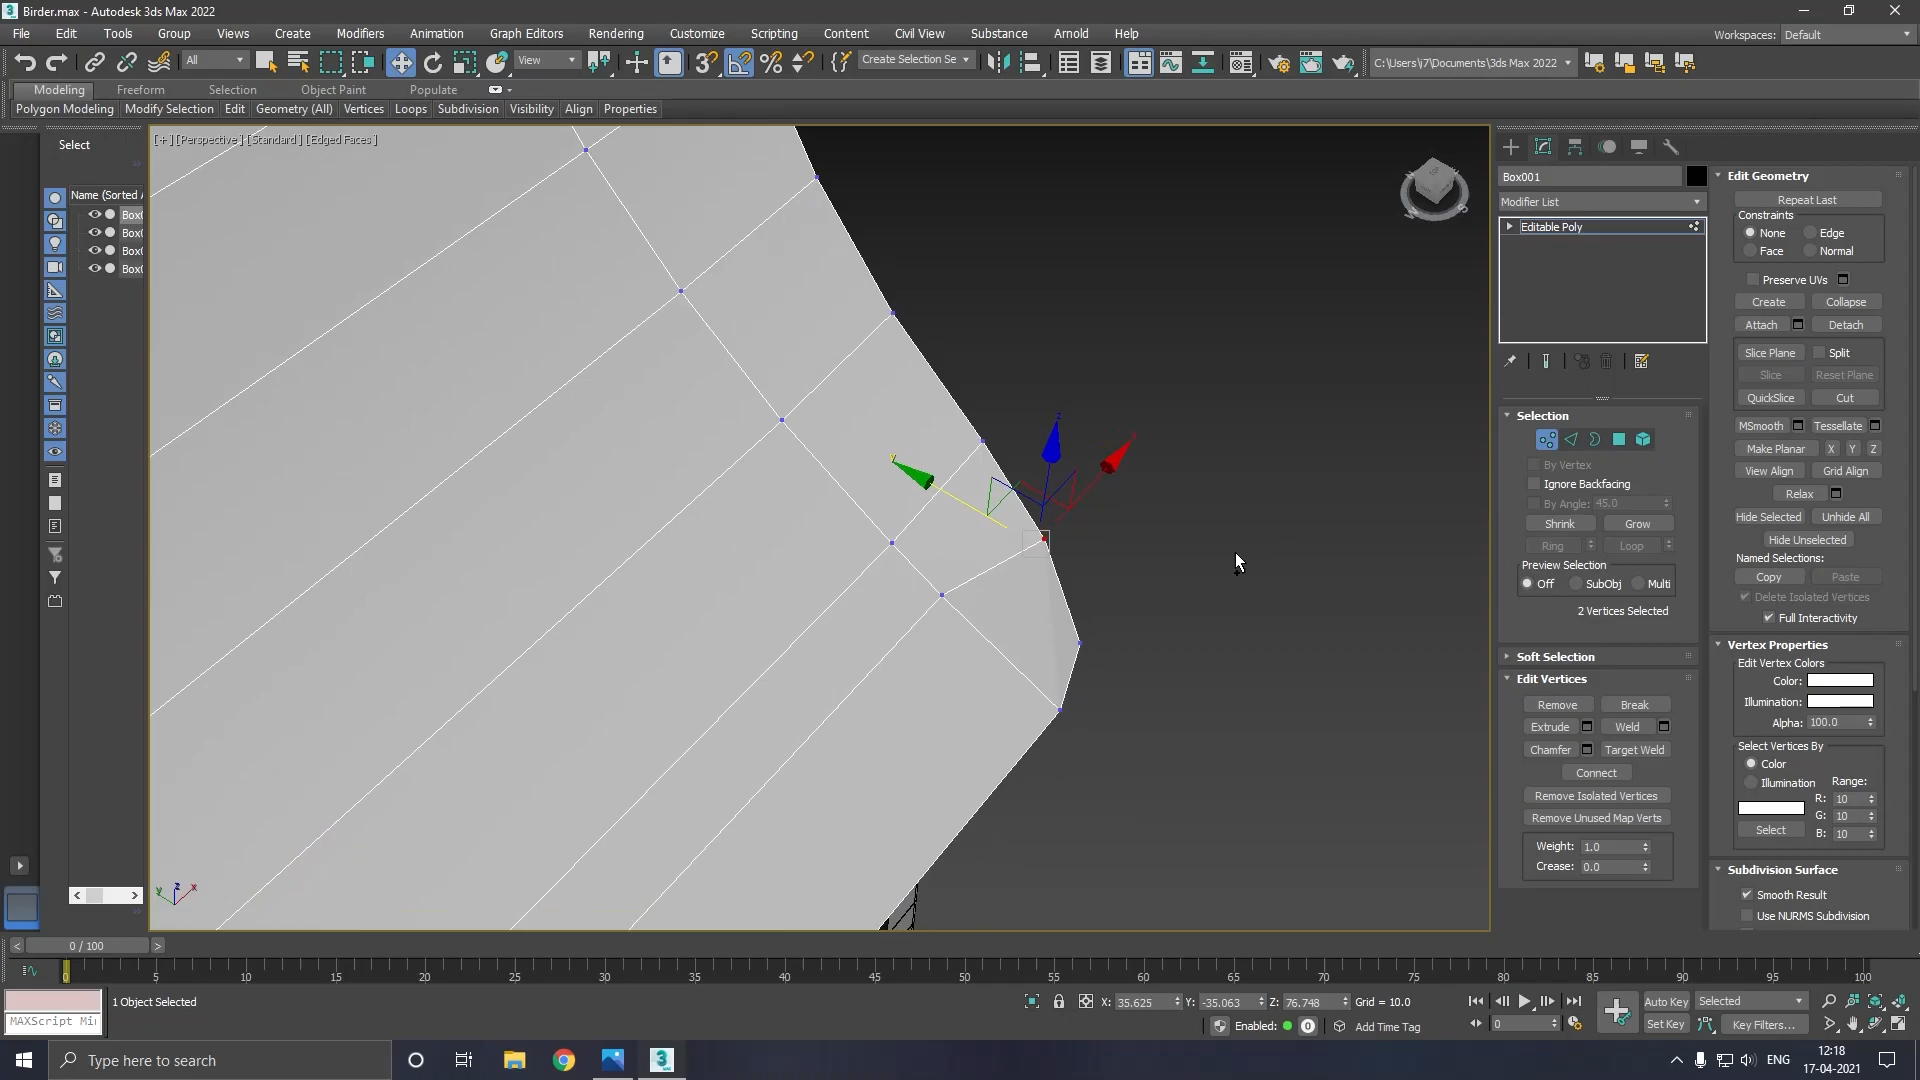 Birder.max - Autodesk 3ds Max 2022
File Edit Tools Group Views Create Modifiers Animation Graph Editors Rendering Customize Scripting Content Civil View Substance Arnold Help
Workspaces: Default
All View Create Selection Se C:\Users\j7\Documents\3ds Max 2022
Modeling Freeform Selection Object Paint Populate
Polygon Modeling Modify Selection Edit Geometry (All) Vertices Loops Subdivision Visibility Align Properties
Select
Name (Sorted A
Box0
Box0
Box0
Box0
[+] [Perspective] [Standard] [Edged Faces]
Box001
Modifier List
Editable Poly
Selection
By Vertex
Ignore Backfacing
By Angle: 45.0
Shrink Grow
Ring Loop
Preview Selection
Off SubObj Multi
2 Vertices Selected
Soft Selection
Edit Vertices
Remove Break
Extrude Weld
Chamfer Target Weld
Connect
Remove Isolated Vertices
Remove Unused Map Verts
Weight: 1.0
Crease: 0.0
Edit Geometry
Repeat Last
Constraints
None Edge
Face Normal
Preserve UVs
Create Collapse
Attach Detach
Slice Plane Split
Slice Reset Plane
QuickSlice Cut
MSmooth Tessellate
Make Planar X Y Z
View Align Grid Align
Relax
Hide Selected Unhide All
Hide Unselected
Named Selections:
Copy Paste
Delete Isolated Vertices
Full Interactivity
Vertex Properties
Edit Vertex Colors
Color:
Illumination:
Alpha: 100.0
Select Vertices By
Color
Illumination Range:
R: 10
G: 10
Select B: 10
Subdivision Surface
Smooth Result
Use NURMS Subdivision
< 0 / 100 >
0 5 10 15 20 25 30 35 40 45 50 55 60 65 70 75 80 85 90 95 100
1 Object Selected
MAXScript Mi
X: 35.625 Y: -35.063 Z: 76.748 Grid = 10.0
Enabled: 0 Add Time Tag
0
Auto Key Selected
Set Key Key Filters...
Type here to search
ENG
12:18
17-04-2021